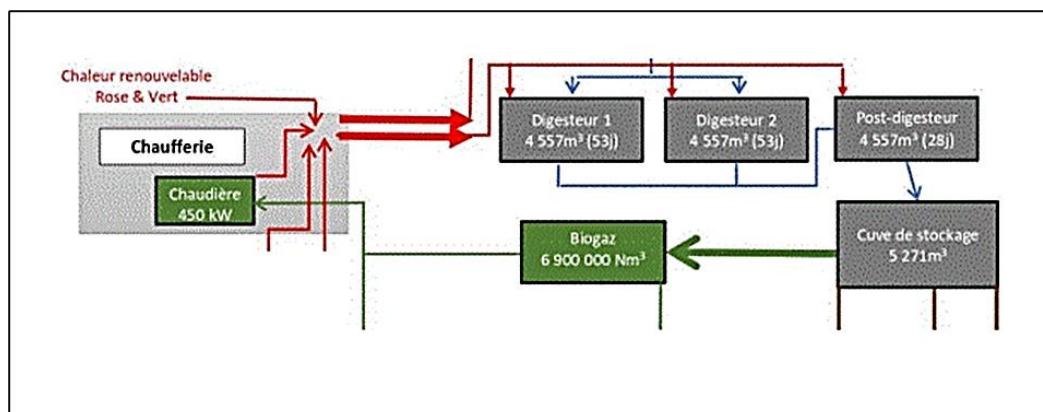 Chaleur renouvelable
Rose & Vert
Chaufferie
Chaudière
450 kW
Digesteur 1
4 557m³ (53j)
Digesteur 2
4 557m³ (53j)
Post-digesteur
4 557m³ (28j)
Biogaz
6 900 000 Nm³
Cuve de stockage
5 271m³